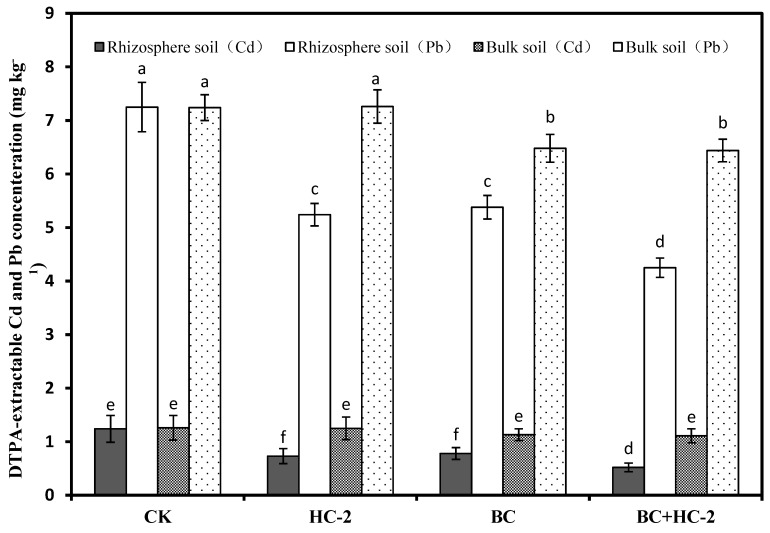 DTPA-extractable Cd and Pb concenteration (mg kg-
1)
9
8
7
6
5
4
3
2
1
0
Rhizosphere soil（Cd） Rhizosphere soil（Pb） Bulk soil（Cd） Bulk soil（Pb）
a a a b b
c c d
e e f e f e d e
CK HC-2 BC BC+HC-2